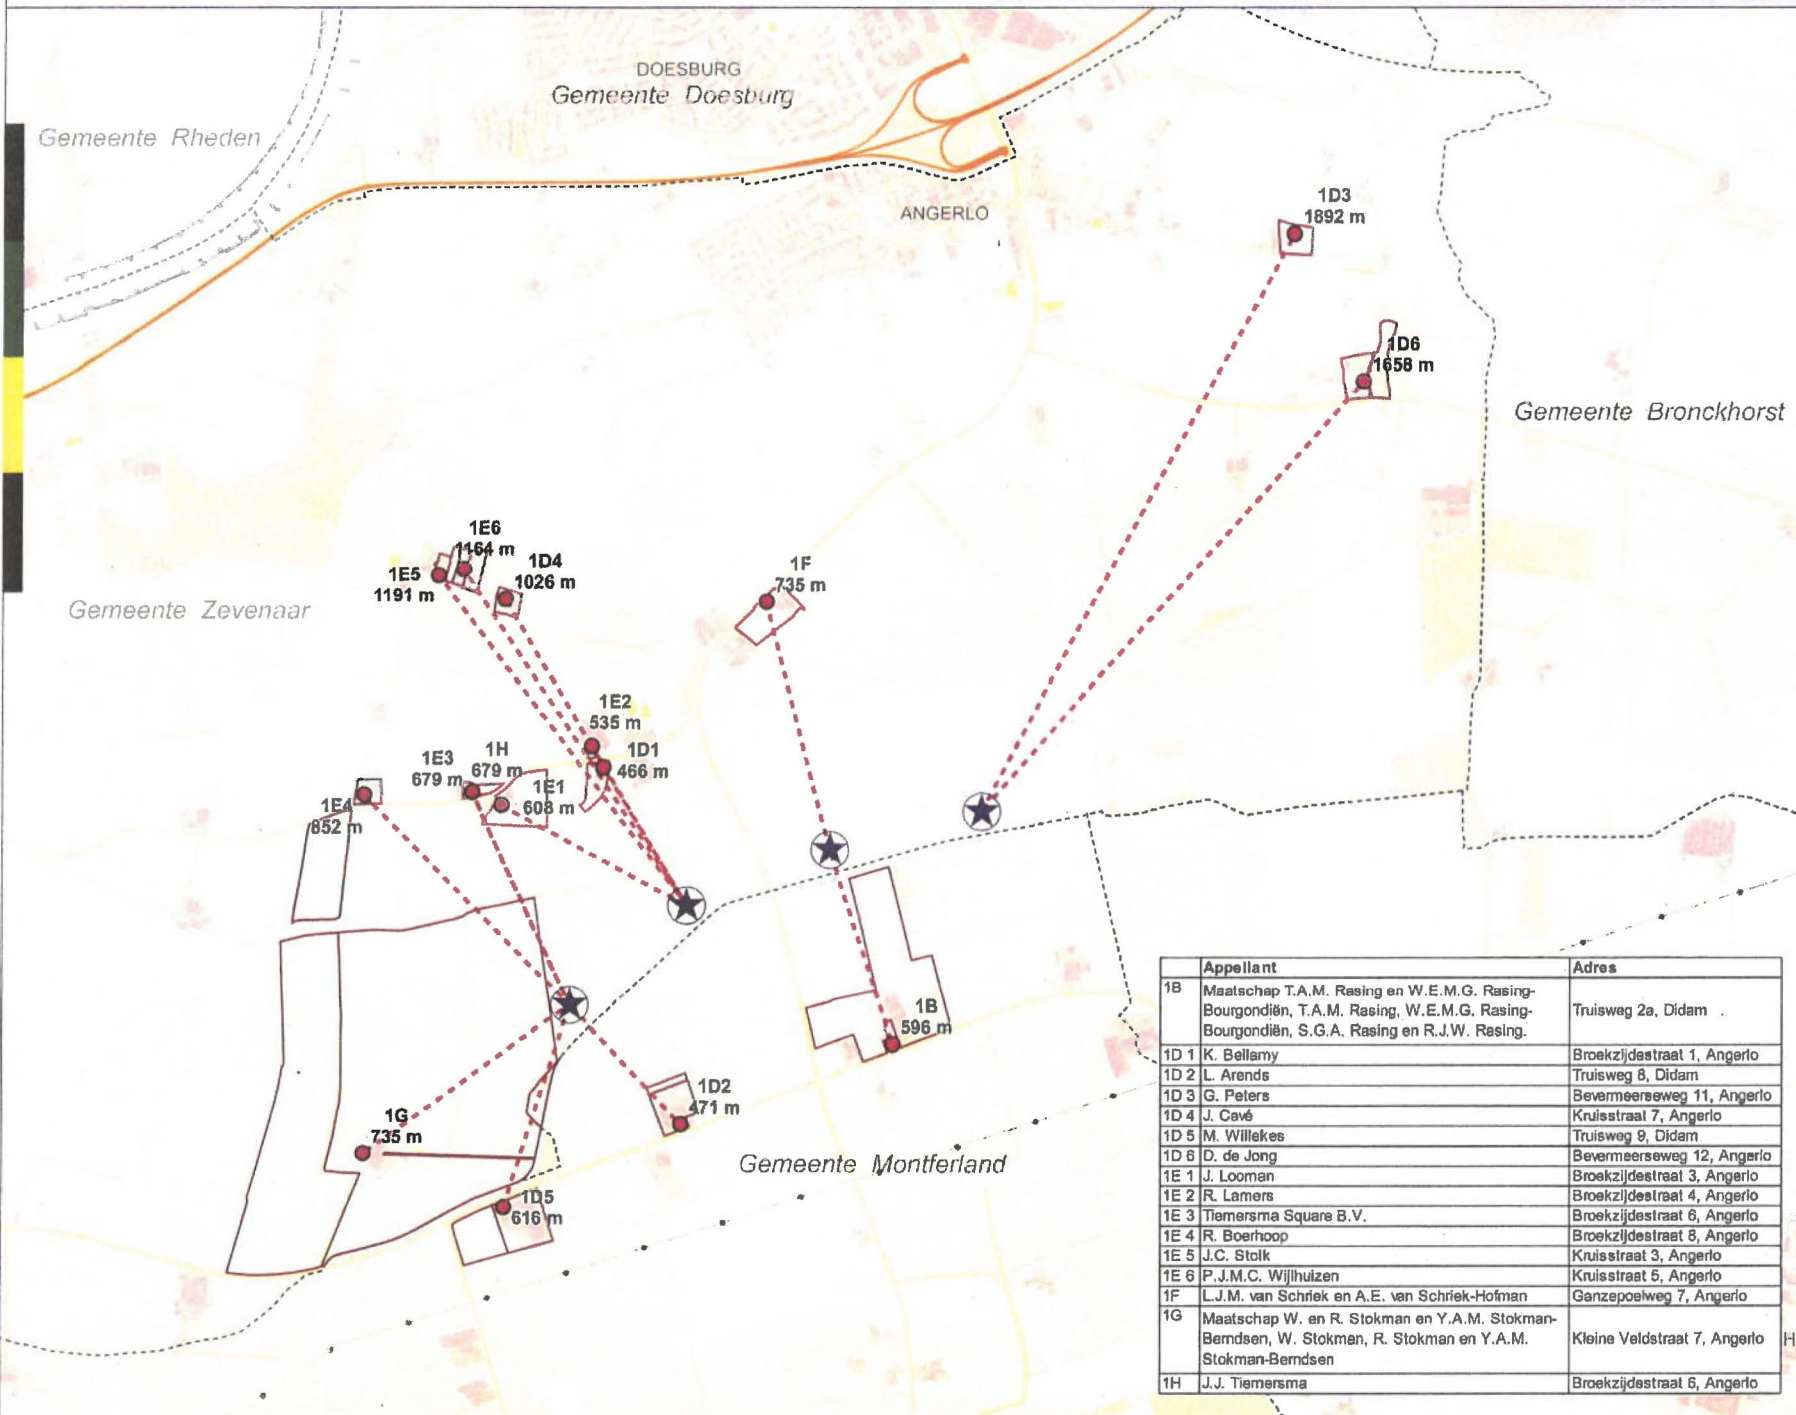 DOESBURG
Gemeente Doesburg
Gemeente Rheden
ANGERLO
1D3
1892 m
1D6
1658 m
Gemeente Bronckhorst
1E6
1164 m
1D4
1026 m
1E5
1191 m
1F
735 m
Gemeente Zevenaar
1E2
535 m
1D1
466 m
1E3
679 m
1H
679 m
1E1
608 m
1E4
852 m
1B
596 m
1D2
471 m
1G
735 m
Gemeente Montferland
1D5
616 m
Appellant Adres
1B Maatschap T.A.M. Rasing en W.E.M.G. Rasing-
Bourgondiën, T.A.M. Rasing, W.E.M.G. Rasing-
Bourgondiën, S.G.A. Rasing en R.J.W. Rasing.
Truisweg 2a, Didam
1D 1 K. Bellamy Broekzijdestraat 1, Angerlo
1D 2 L. Arends Truisweg 8, Didam
1D 3 G. Peters Bevermeerseweg 11, Angerlo
1D 4 J. Cavé Kruisstraat 7, Angerlo
1D 5 M. Willekes Truisweg 9, Didam
1D 6 D. de Jong Bevermeerseweg 12, Angerlo
1E 1 J. Looman Broekzijdestraat 3, Angerlo
1E 2 R. Lamers Broekzijdestraat 4, Angerlo
1E 3 Tiemersma Square B.V. Broekzijdestraat 6, Angerlo
1E 4 R. Boerhoop Broekzijdestraat 8, Angerlo
1E 5 J.C. Stolk Kruisstraat 3, Angerlo
1E 6 P.J.M.C. Wijlhuizen Kruisstraat 5, Angerlo
1F L.J.M. van Schriek en A.E. van Schriek-Hofman Ganzepoelweg 7, Angerlo
1G Maatschap W. en R. Stokman en Y.A.M. Stokman-
Berndsen, W. Stokman, R. Stokman en Y.A.M.
Stokman-Berndsen
Kleine Veldstraat 7, Angerlo
H
1H J.J. Tiemersma Broekzijdestraat 6, Angerlo